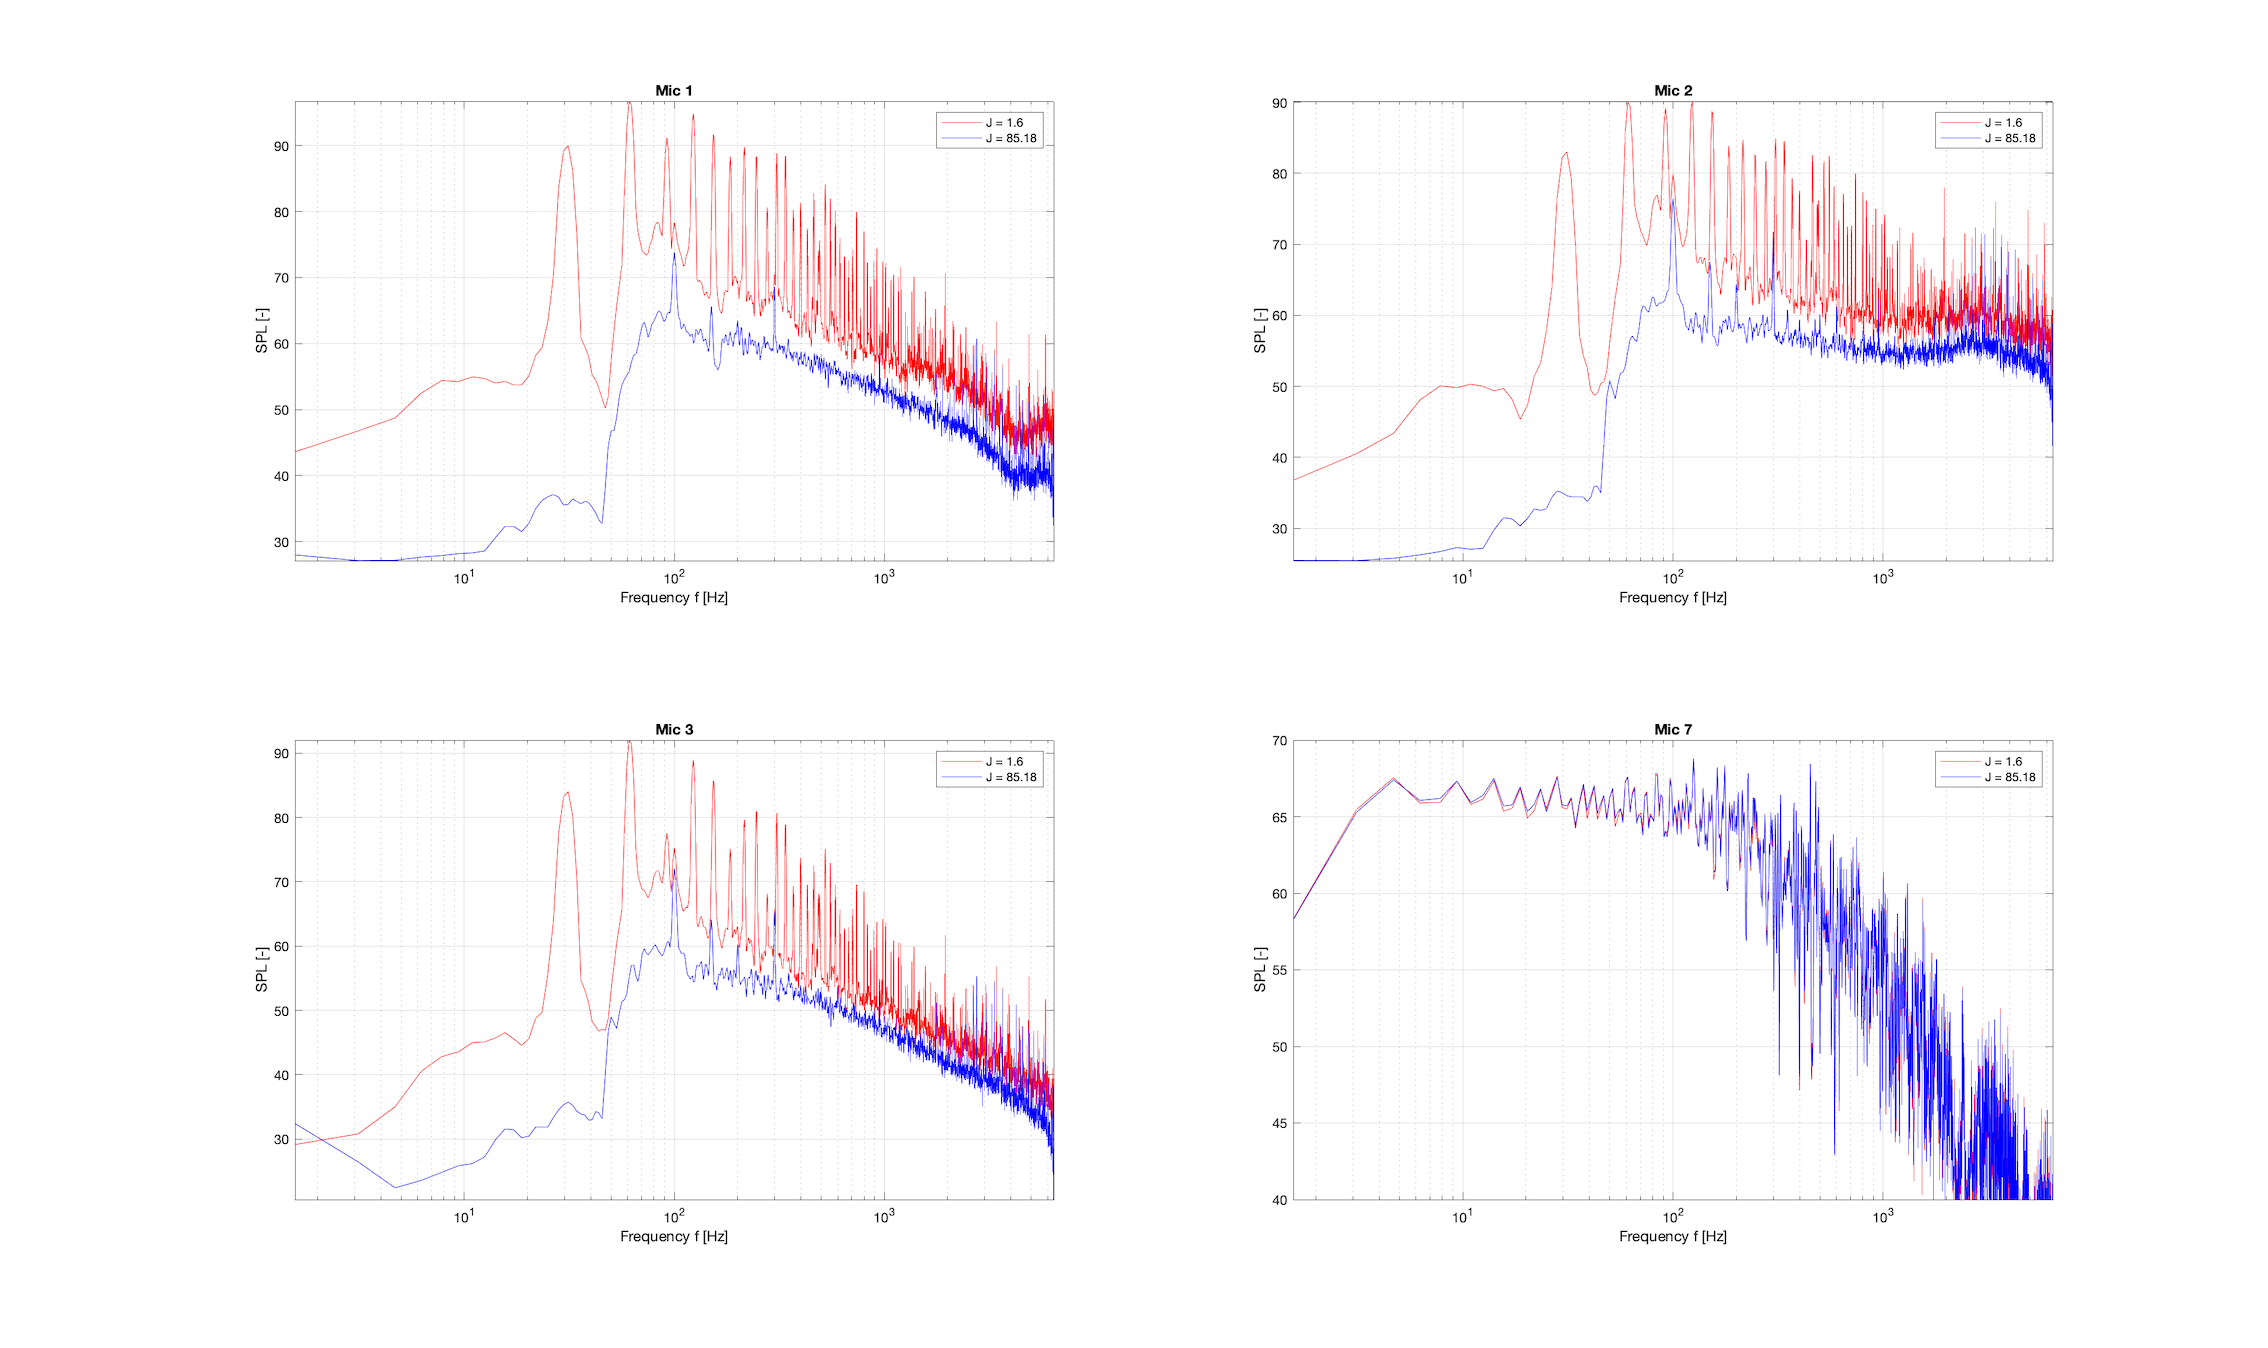 Mic 1
J = 1.6
J = 85.18
90
80
70
60
50
40
30
SPL [-]
10^1
10^2
10^3
Frequency f [Hz]
Mic 2
J = 1.6
J = 85.18
90
80
70
60
50
40
30
SPL [-]
10^1
10^2
10^3
Frequency f [Hz]
Mic 3
J = 1.6
J = 85.18
90
80
70
60
50
40
30
SPL [-]
10^1
10^2
10^3
Frequency f [Hz]
Mic 7
J = 1.6
J = 85.18
70
65
60
55
50
45
40
SPL [-]
10^1
10^2
10^3
Frequency f [Hz]